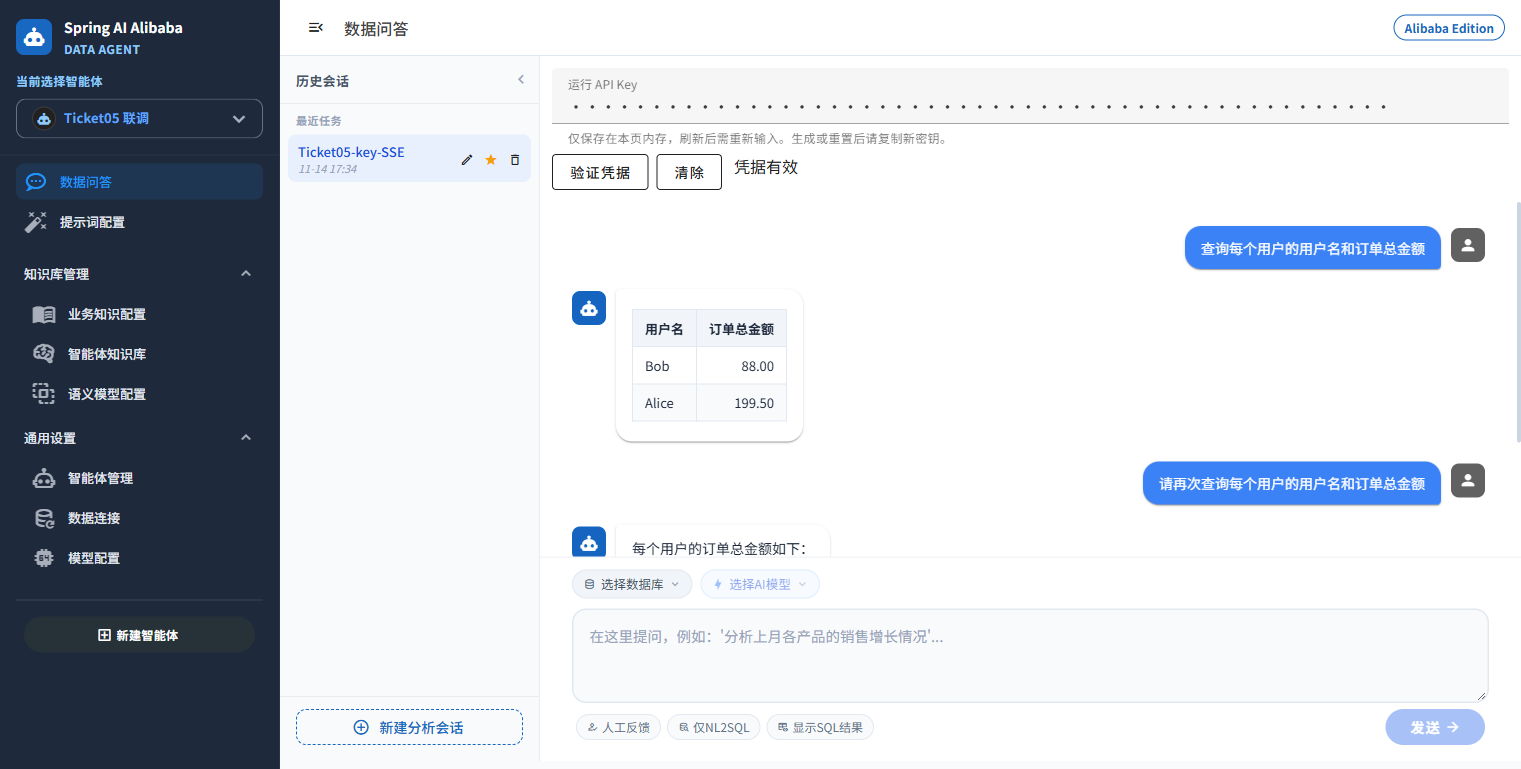 Spring AI Alibaba
DATA AGENT
当前选择智能体
Ticket05 联调
数据问答
提示词配置
知识库管理
业务知识配置
智能体知识库
语义模型配置
通用设置
智能体管理
数据连接
模型配置
新建智能体
数据问答
Alibaba Edition
历史会话
最近任务
Ticket05-key-SSE
11-14 17:34
新建分析会话
运行 API Key
仅保存在本页内存，刷新后需重新输入。生成或重置后请复制新密钥。
验证凭据 清除 凭据有效
查询每个用户的用户名和订单总金额
用户名 订单总金额
Bob 88.00
Alice 199.50
请再次查询每个用户的用户名和订单总金额
每个用户的订单总金额如下：
选择数据库 选择AI模型
在这里提问，例如：'分析上月各产品的销售增长情况'...
人工反馈 仅NL2SQL 显示SQL结果 发送